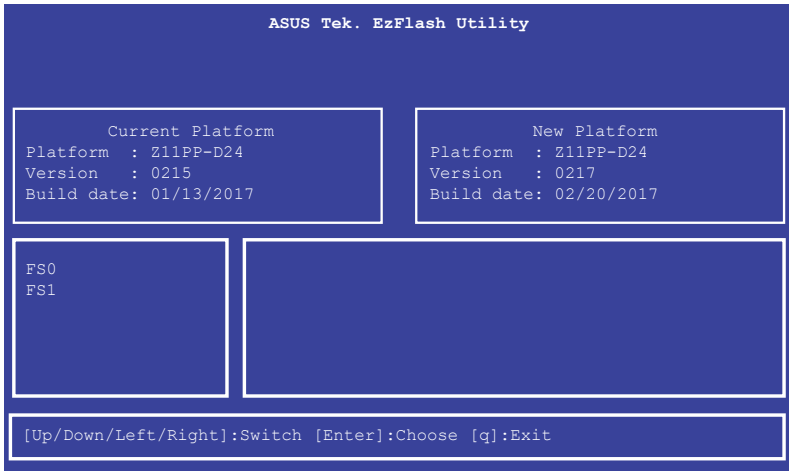 ASUS Tek. EzFlash Utility
Current Platform
Platform : Z11PP-D24
Version : 0215
Build date: 01/13/2017
New Platform
Platform : Z11PP-D24
Version : 0217
Build date: 02/20/2017
FS0
FS1
[Up/Down/Left/Right]:Switch [Enter]:Choose [q]:Exit